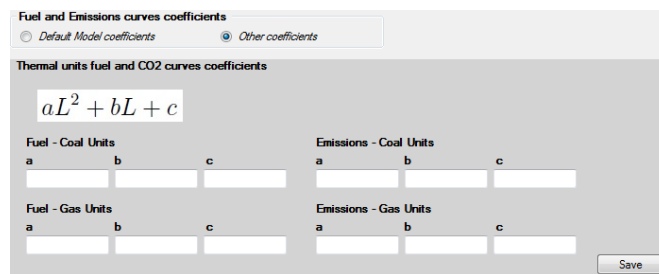 Fuel and Emissions curves coefficients
Default Model coefficients Other coefficients
Thermal units fuel and CO2 curves coefficients
aL² + bL + c
Fuel - Coal Units Emissions - Coal Units
a b c a b c
Fuel - Gas Units Emissions - Gas Units
a b c a b c
Save